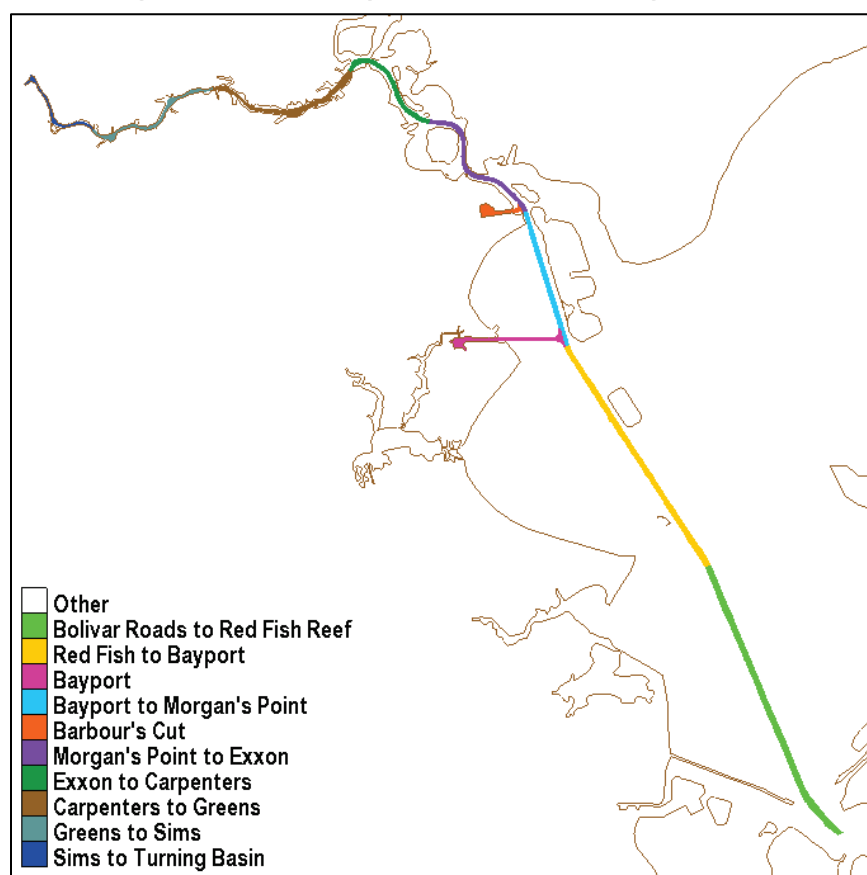 Other
Bolivar Roads to Red Fish Reef
Red Fish to Bayport
Bayport
Bayport to Morgan's Point
Barbour's Cut
Morgan's Point to Exxon
Exxon to Carpenters
Carpenters to Greens
Greens to Sims
Sims to Turning Basin